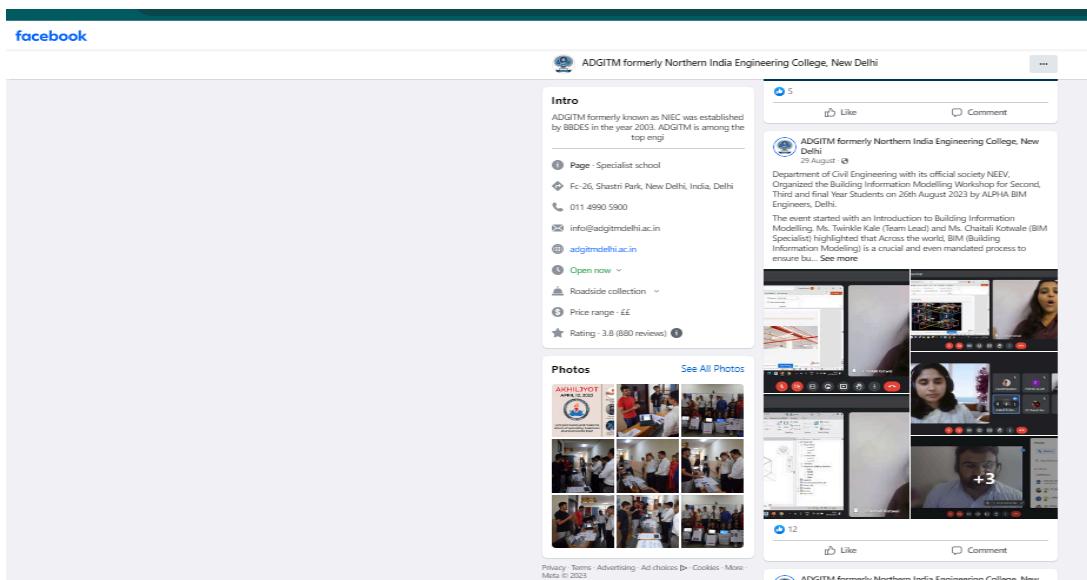 facebook
ADGITM formerly Northern India Engineering College, New Delhi
Intro
ADGITM formerly known as NIEC was established
by BBDES in the year 2003. ADGITM is among the
top engi
Page · Specialist school
Fc-26, Shastri Park, New Delhi, India, Delhi
011 4990 5900
info@adgitmdelhi.ac.in
adgitmdelhi.ac.in
Open now
Roadside collection
Price range · ££
Rating · 3.8 (880 reviews)
Photos
See All Photos
AKHILJYOT
APRIL, 12, 2023
Privacy · Terms · Advertising · Ad choices · Cookies · More ·
Meta © 2023
5
Like
Comment
ADGITM formerly Northern India Engineering College, New
Delhi
29 August
Department of Civil Engineering with its official society NEEV,
Organized the Building Information Modelling Workshop for Second,
Third and final Year Students on 26th August 2023 by ALPHA BIM
Engineers, Delhi.
The event started with an Introduction to Building Information
Modelling. Ms. Twinkle Kale (Team Lead) and Ms. Chaitali Kotwale (BIM
Specialist) highlighted that Across the world, BIM (Building
Information Modeling) is a crucial and even mandated process to
ensure bu... See more
+3
12
Like
Comment
ADGITM formerly Northern India Engineering College, New